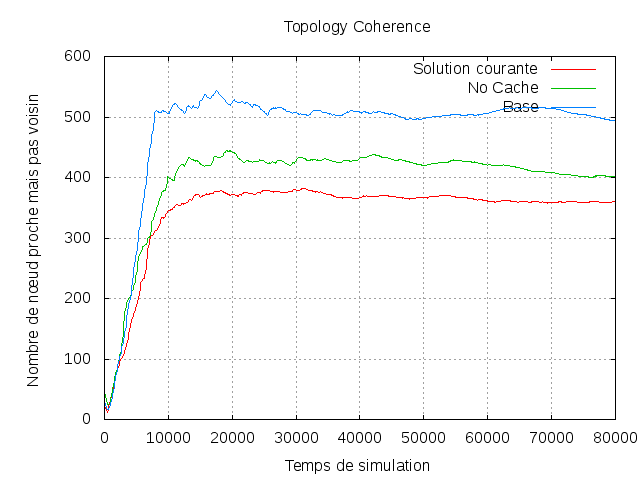 Topology Coherence
Nombre de nœud proche mais pas voisin
600
500
400
300
200
100
0
Solution courante
No Cache
Base
0 10000 20000 30000 40000 50000 60000 70000 80000
Temps de simulation